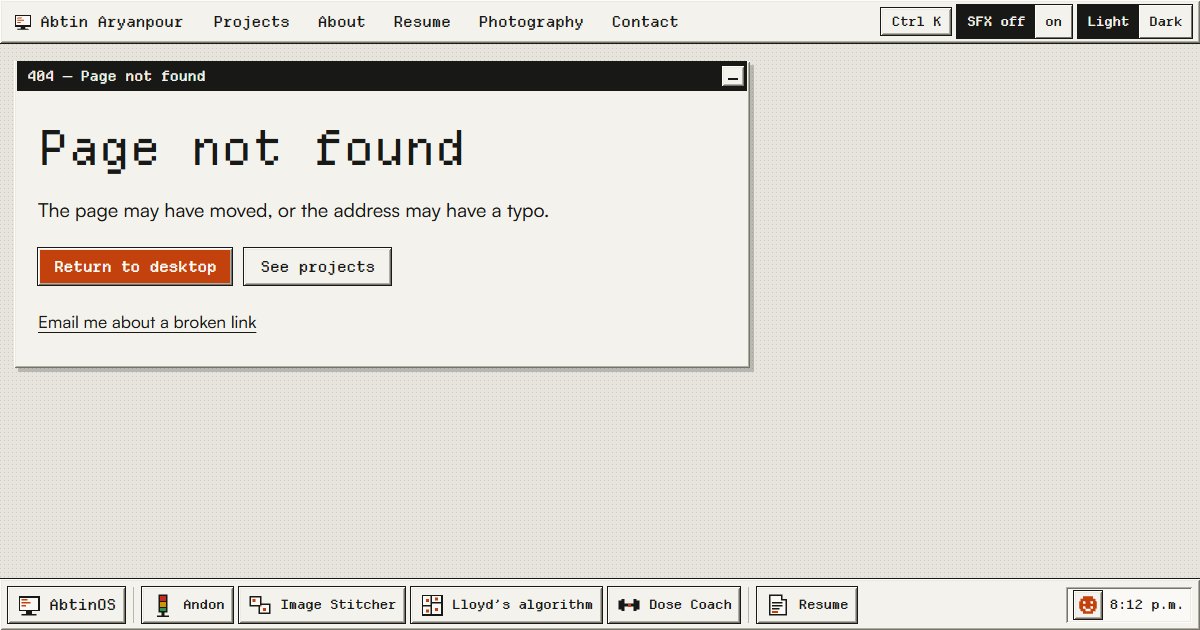 Abtin Aryanpour Projects About Resume Photography Contact Ctrl K SFX off on Light Dark
404 — Page not found
Page not found
The page may have moved, or the address may have a typo.
Return to desktop See projects
Email me about a broken link
AbtinOS Andon Image Stitcher Lloyd’s algorithm Dose Coach Resume 8:12 p.m.